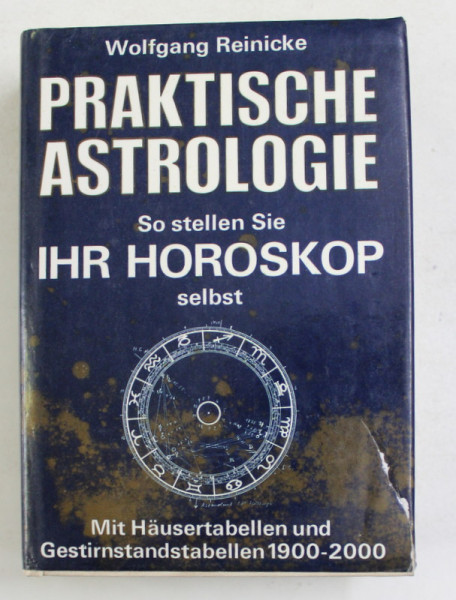 Wolfgang Reinicke
PRAKTISCHE
ASTROLOGIE
So stellen Sie
IHR HOROSKOP
selbst
Mit Häusertabellen und
Gestirnstandstabellen 1900-2000